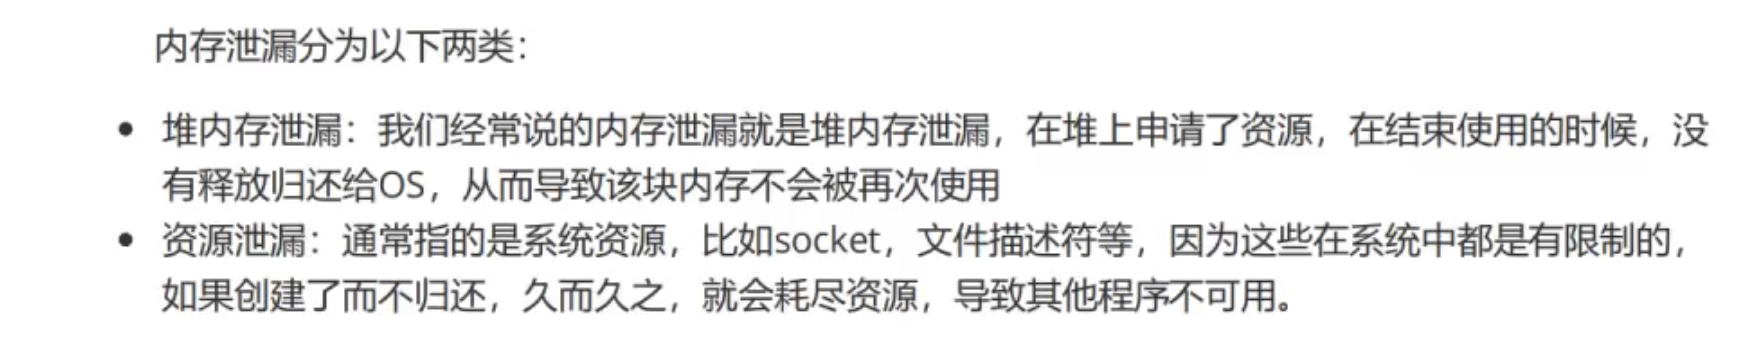 内存泄漏分为以下两类：
• 堆内存泄漏：我们经常说的内存泄漏就是堆内存泄漏，在堆上申请了资源，在结束使用的时候，没
有释放归还给OS，从而导致该块内存不会被再次使用
• 资源泄漏：通常指的是系统资源，比如socket，文件描述符等，因为这些在系统中都是有限制的，
如果创建了而不归还，久而久之，就会耗尽资源，导致其他程序不可用。